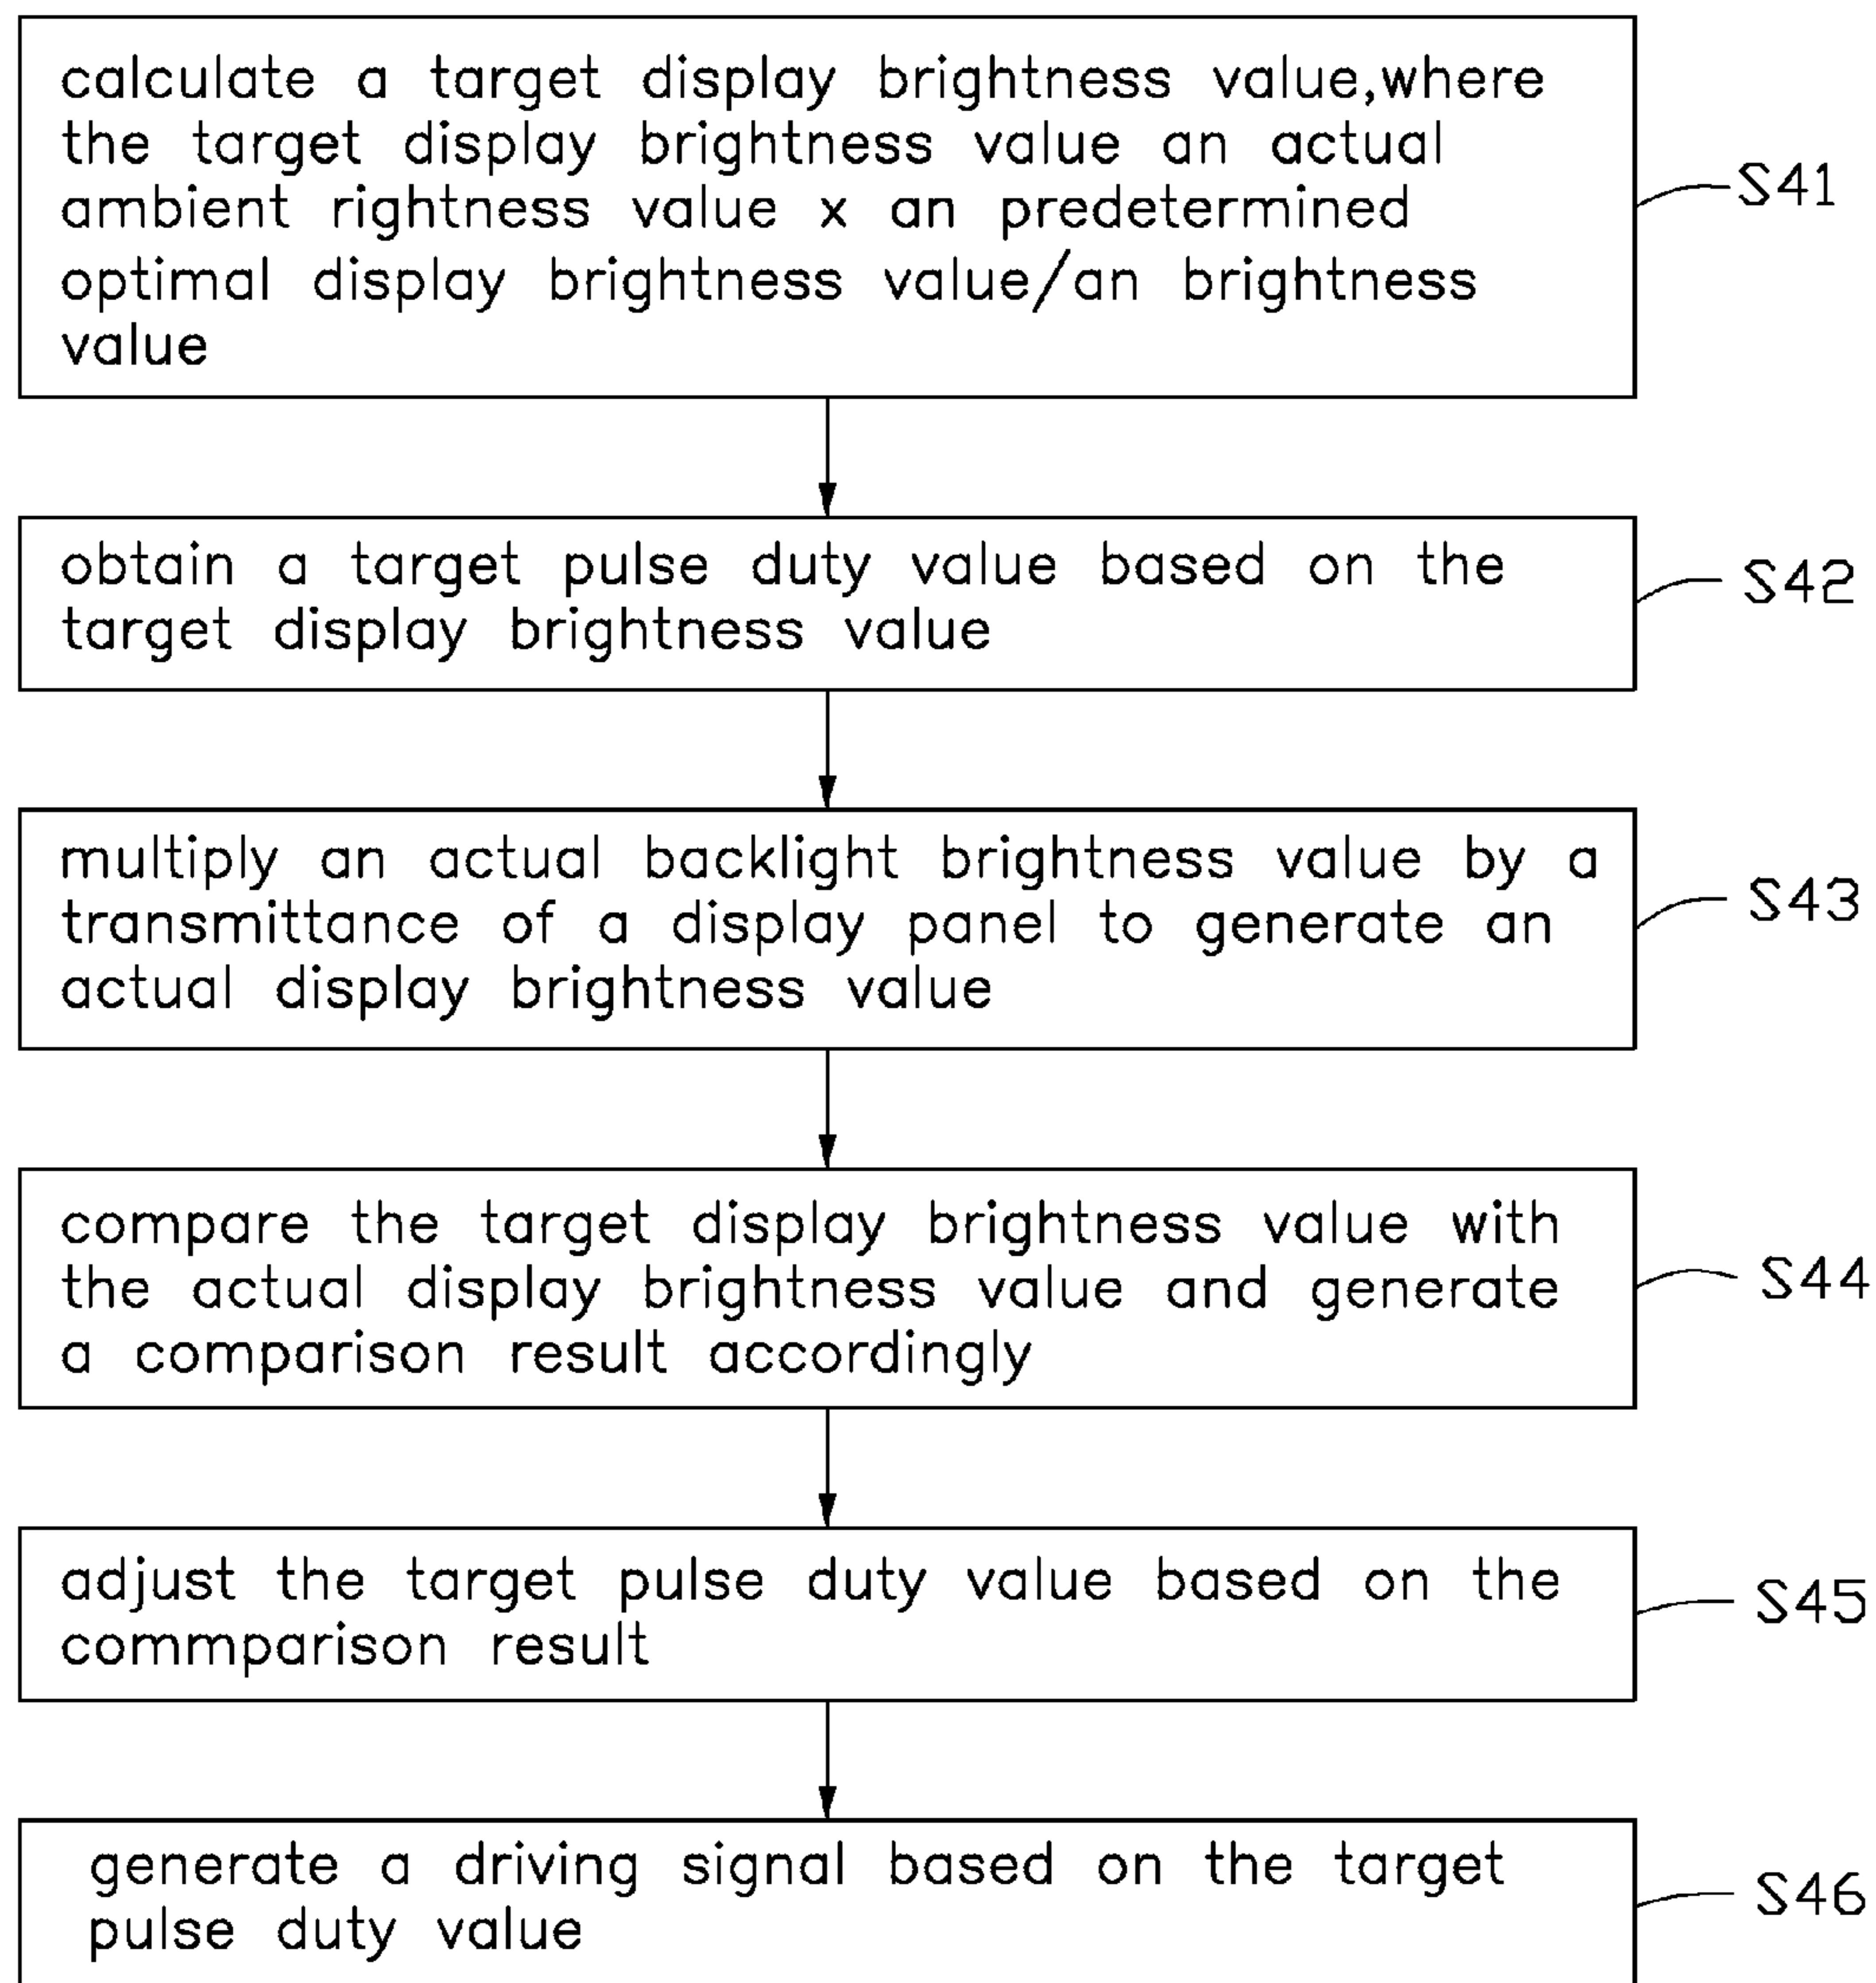 calculate a target display brightness value,where
the target display brightness value an actual
ambient rightness value x an predetermined
optimal display brightness value/an brightness
value
S41
obtain a target pulse duty value based on the
target display brightness value
S42
multiply an actual backlight brightness value by a
transmittance of a display panel to generate an
actual display brightness value
S43
compare the target display brightness value with
the actual display brightness value and generate
a comparison result accordingly
S44
adjust the target pulse duty value based on the
commparison result
S45
generate a driving signal based on the target
pulse duty value
S46